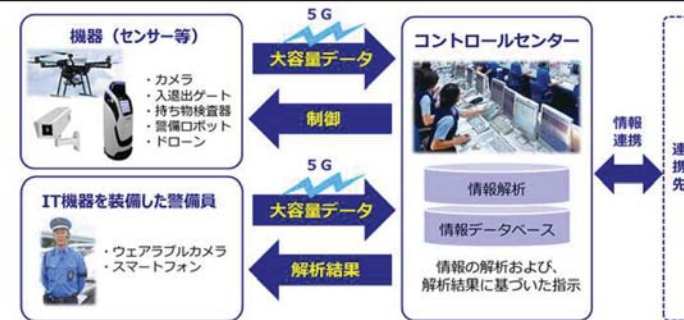 機器（センサー等）
・カメラ
・入退出ゲート
・持ち物検査器
・警備ロボット
・ドローン
5G
大容量データ
制御
IT機器を装備した警備員
・ウェアラブルカメラ
・スマートフォン
5G
大容量データ
解析結果
コントロールセンター
情報解析
情報データベース
情報の解析および、
解析結果に基づいた指示
情報
連携
連
携
先